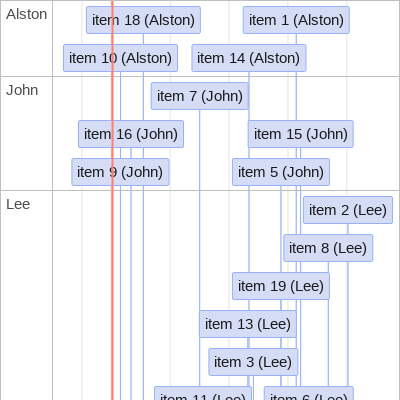 Alston
item 18 (Alston)
item 1 (Alston)
item 10 (Alston)
item 14 (Alston)
John
item 7 (John)
item 16 (John)
item 15 (John)
item 9 (John)
item 5 (John)
Lee
item 2 (Lee)
item 8 (Lee)
item 19 (Lee)
item 13 (Lee)
item 3 (Lee)
item 11 (Lee)
item 6 (Lee)